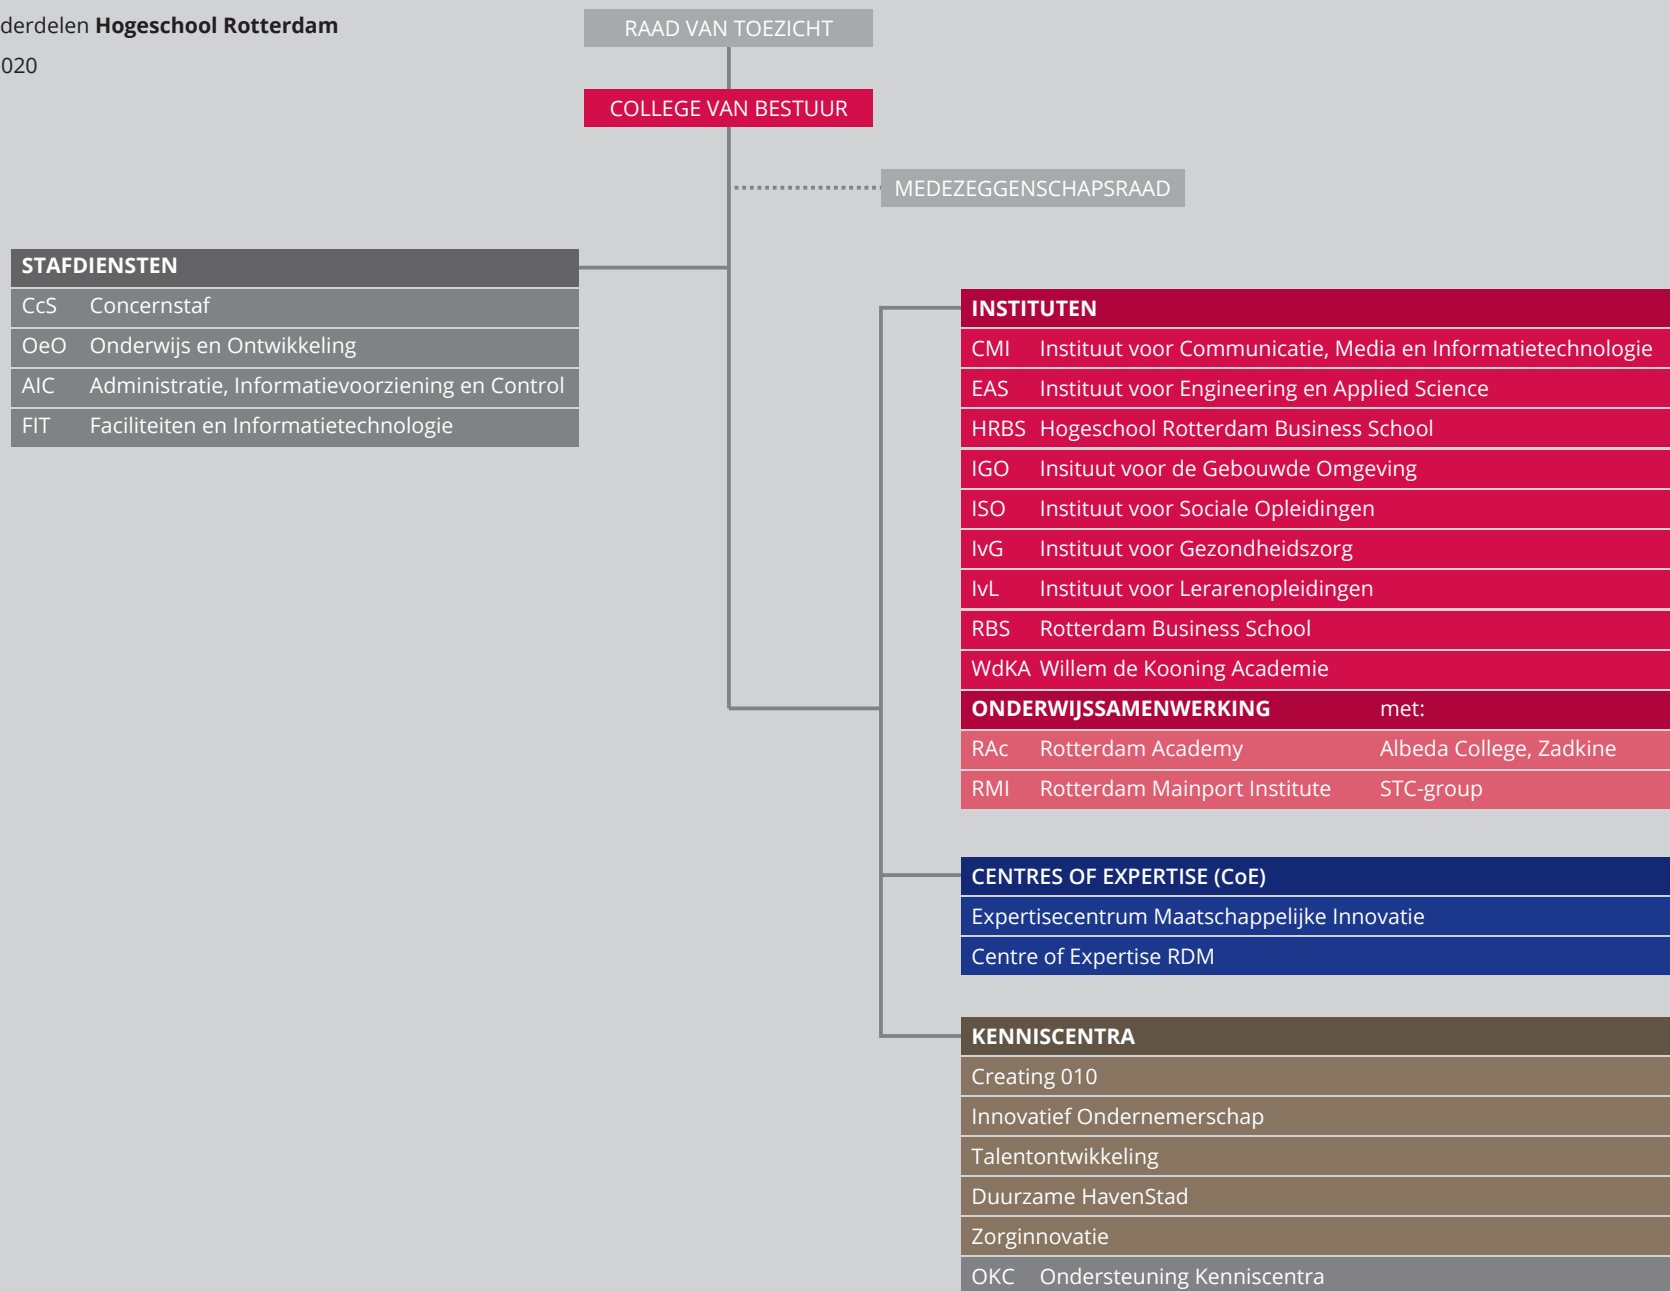 derdelen Hogeschool Rotterdam
020
RAAD VAN TOEZICHT
COLLEGE VAN BESTUUR
MEDEZEGGENSCHAPSRAAD
STAFDIENSTEN
CcS Concernstaf
OeO Onderwijs en Ontwikkeling
AIC Administratie, Informatievoorziening en Control
FIT Faciliteiten en Informatietechnologie
INSTITUTEN
CMI Instituut voor Communicatie, Media en Informatietechnologie
EAS Instituut voor Engineering en Applied Science
HRBS Hogeschool Rotterdam Business School
IGO Insituut voor de Gebouwde Omgeving
ISO Instituut voor Sociale Opleidingen
IvG Instituut voor Gezondheidszorg
IvL Instituut voor Lerarenopleidingen
RBS Rotterdam Business School
WdKA Willem de Kooning Academie
ONDERWIJSSAMENWERKING met:
RAc Rotterdam Academy Albeda College, Zadkine
RMI Rotterdam Mainport Institute STC-group
CENTRES OF EXPERTISE (CoE)
Expertisecentrum Maatschappelijke Innovatie
Centre of Expertise RDM
KENNISCENTRA
Creating 010
Innovatief Ondernemerschap
Talentontwikkeling
Duurzame HavenStad
Zorginnovatie
OKC Ondersteuning Kenniscentra